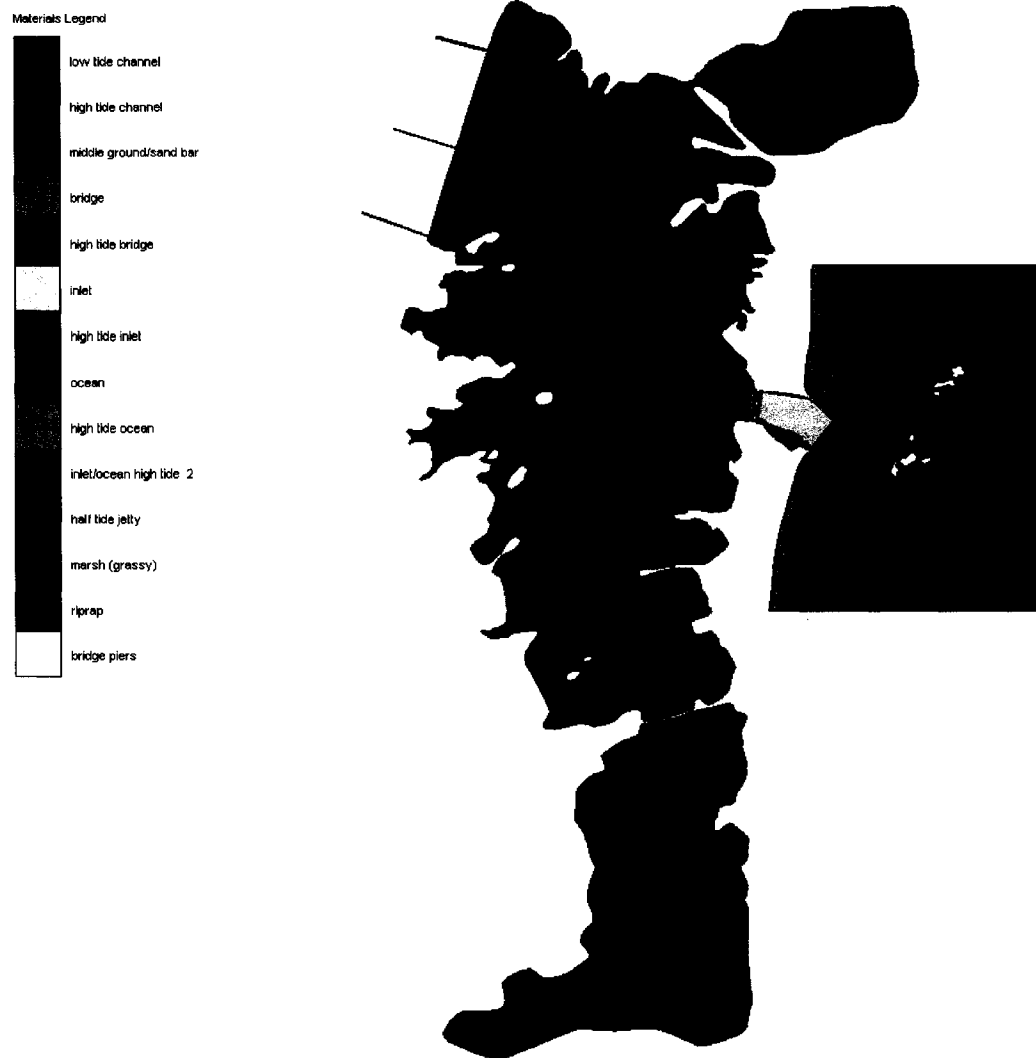 Materials Legend
low tide channel
high tide channel
middle ground/sand bar
bridge
high tide bridge
inlet
high tide inlet
ocean
high tide ocean
inlet/ocean high tide 2
half tide jetty
marsh (grassy)
riprap
bridge piers